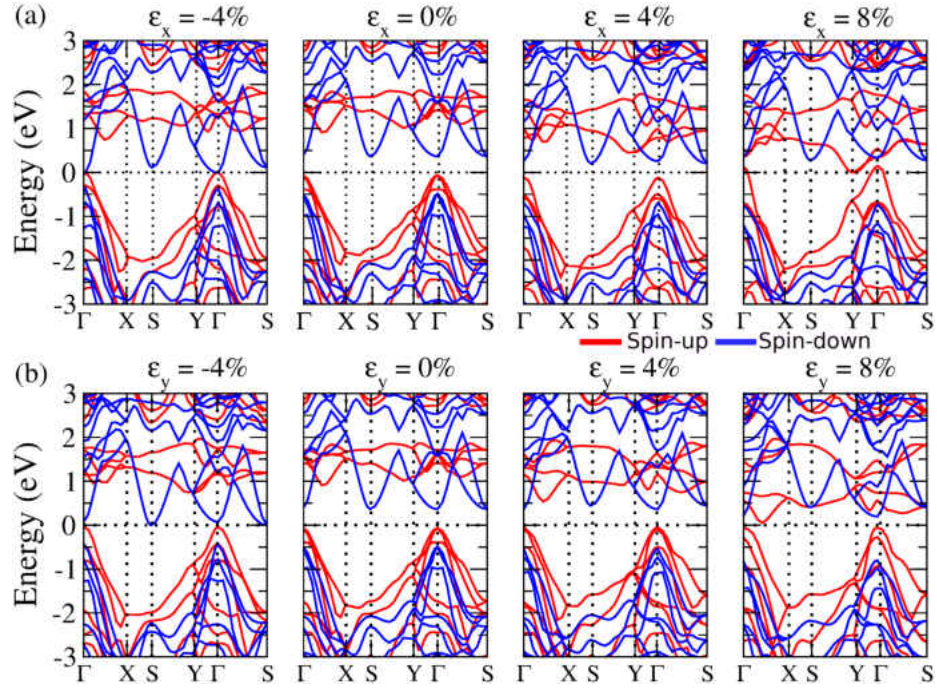 (a) ε_x = -4% ε_x = 0% ε_x = 4% ε_x = 8%
Energy (eV)
3
2
1
0
-1
-2
-3
Γ X S Y Γ S Γ X S Y Γ S Γ X S Y Γ S Γ X S Y Γ S
Spin-up Spin-down
(b) ε_y = -4% ε_y = 0% ε_y = 4% ε_y = 8%
Energy (eV)
3
2
1
0
-1
-2
-3
Γ X S Y Γ S Γ X S Y Γ S Γ X S Y Γ S Γ X S Y Γ S